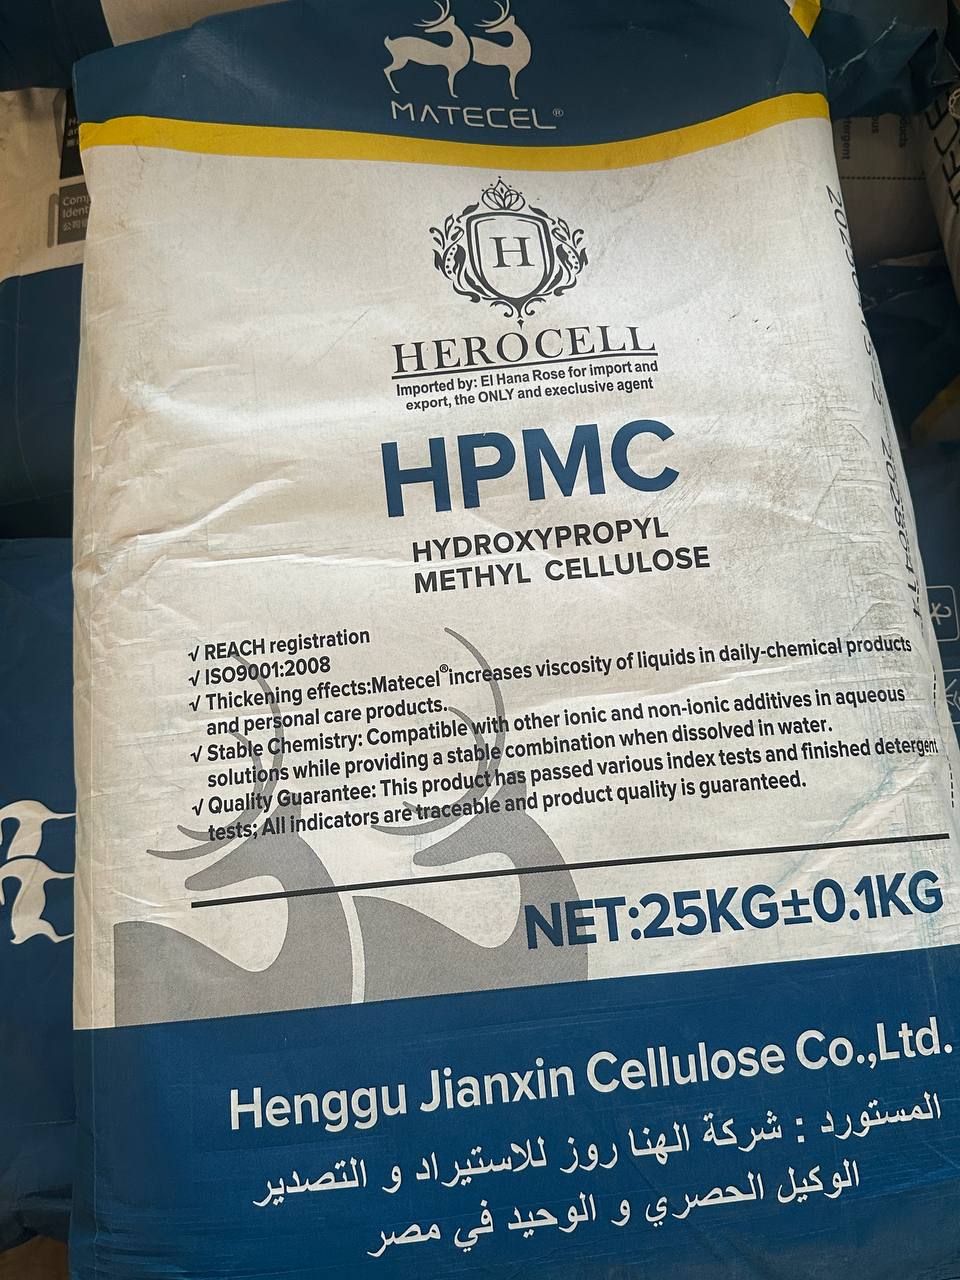 MATECEL®
H
HEROCELL
Imported by: El Hana Rose for import and
export, the ONLY and execlusive agent
HPMC
HYDROXYPROPYL
METHYL CELLULOSE
√ REACH registration
√ ISO9001:2008
√ Thickening effects:Matecel®increases viscosity of liquids in daily-chemical products
and personal care products.
√ Stable Chemistry: Compatible with other ionic and non-ionic additives in aqueous
solutions while providing a stable combination when dissolved in water.
√ Quality Guarantee: This product has passed various index tests and finished detergent
tests; All indicators are traceable and product quality is guaranteed.
NET:25KG±0.1KG
Henggu Jianxin Cellulose Co.,Ltd.
المستورد : شركة الهنا روز للاستيراد و التصدير
الوكيل الحصري و الوحيد في مصر